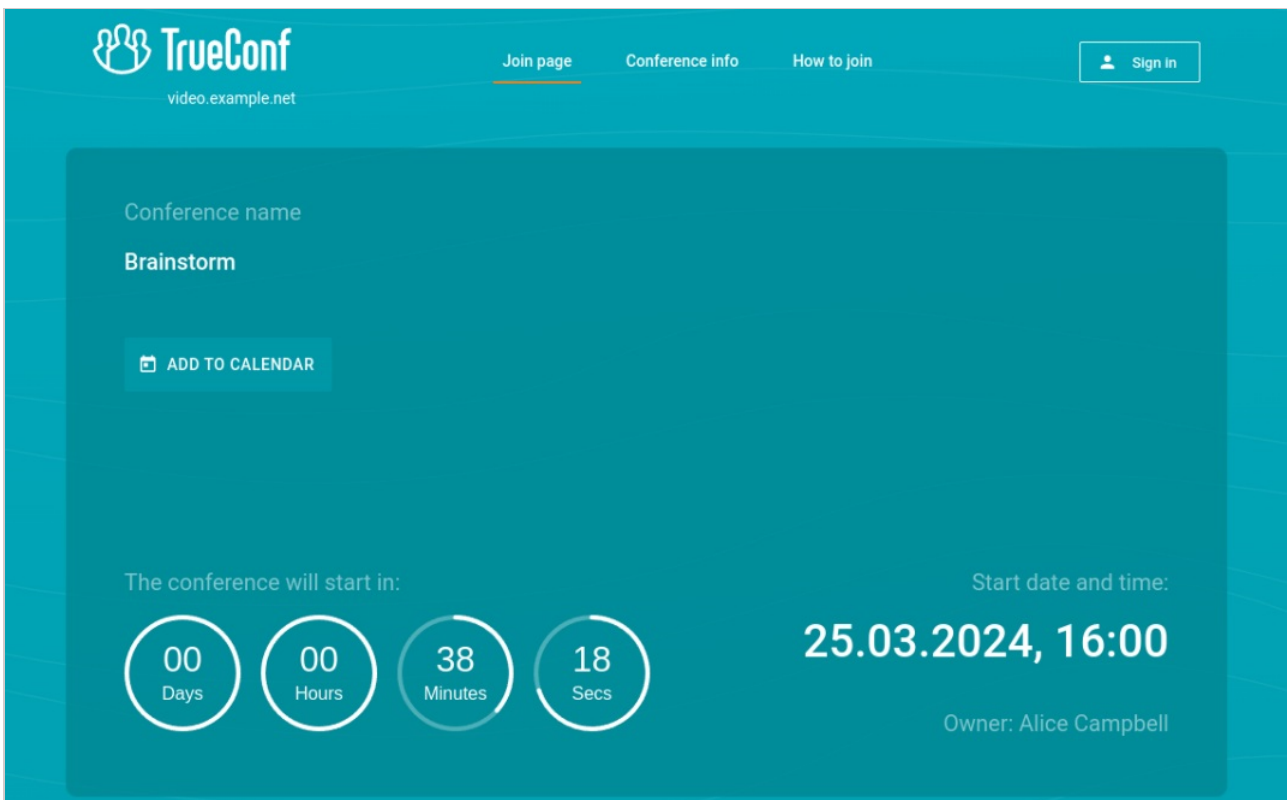 TrueConf
video.example.net
Join page Conference info How to join
Sign in
Conference name
Brainstorm
ADD TO CALENDAR
The conference will start in:
00 Days
00 Hours
38 Minutes
18 Secs
Start date and time:
25.03.2024, 16:00
Owner: Alice Campbell